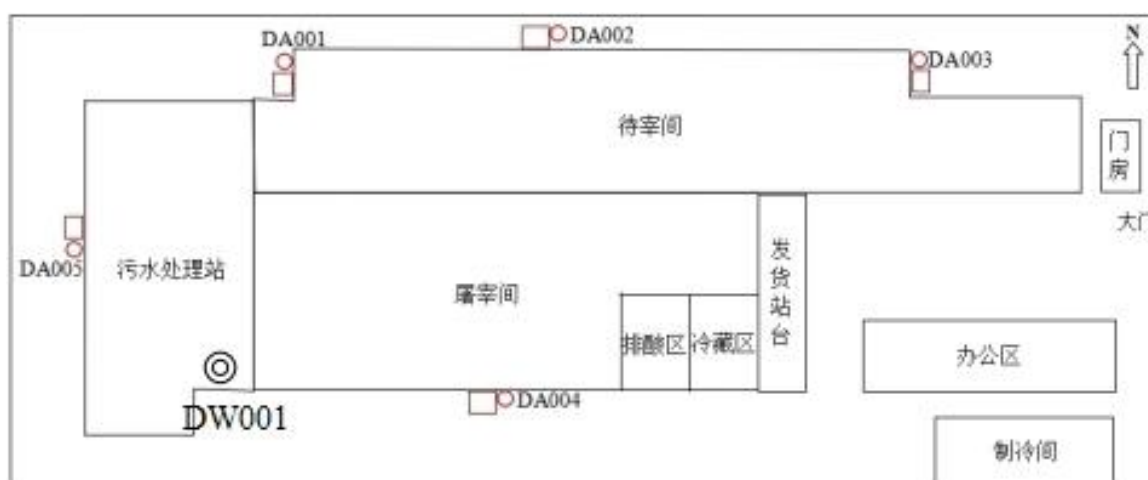 DA001
DA002
DA003
N
待宰间
门房
大门
DA005
污水处理站
屠宰间
发货站台
排酸区
冷藏区
办公区
DW001
DA004
制冷间